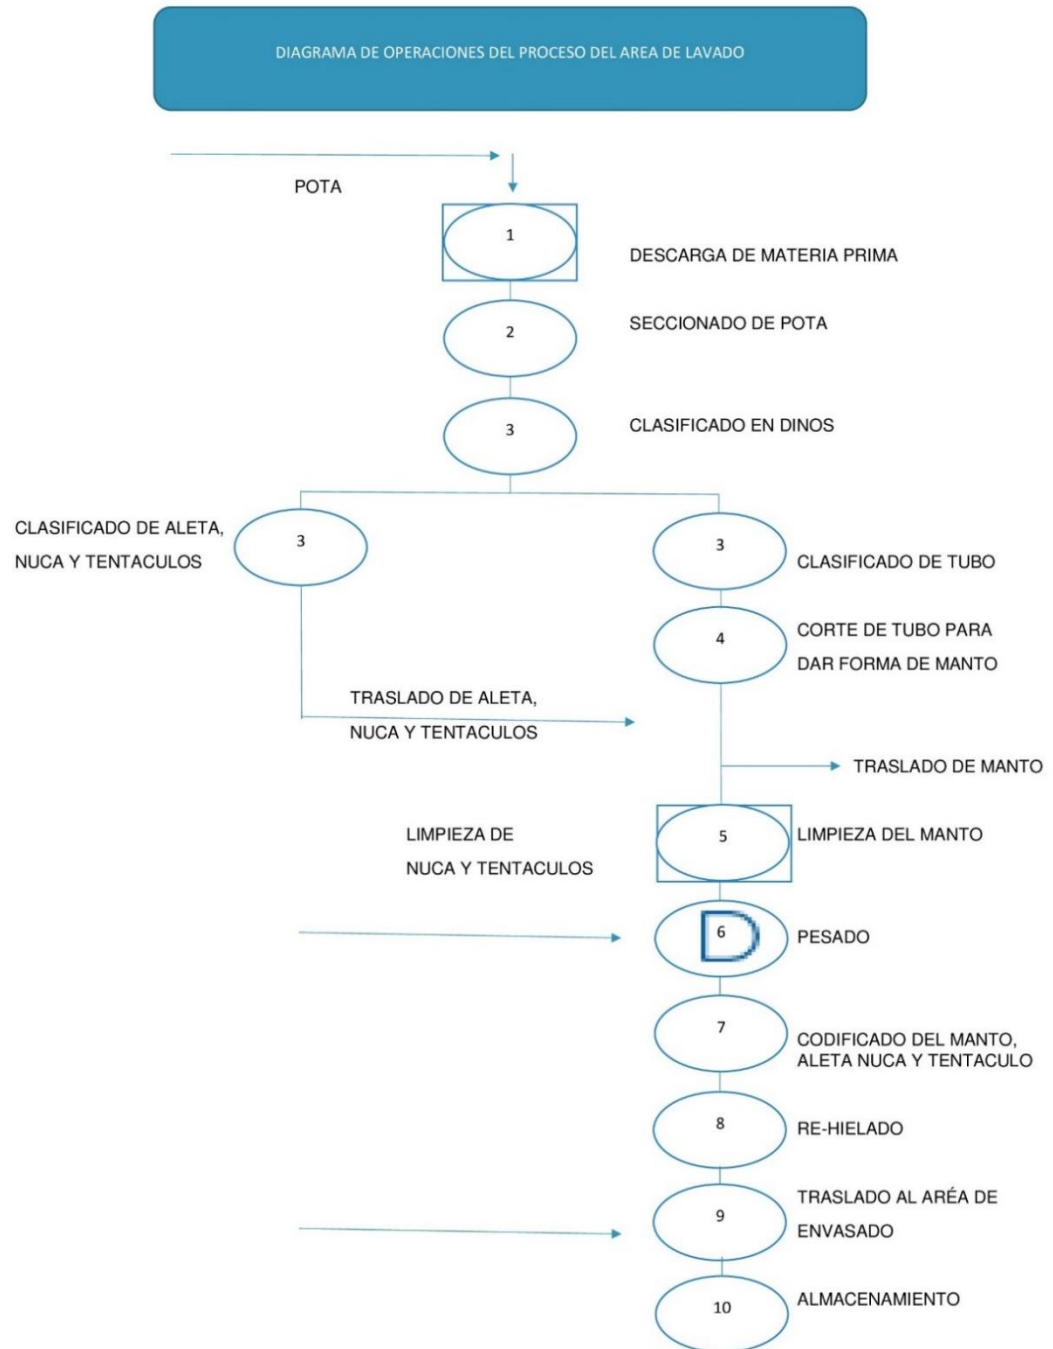 DIAGRAMA DE OPERACIONES DEL PROCESO DEL AREA DE LAVADO
POTA
1
DESCARGA DE MATERIA PRIMA
2
SECCIONADO DE POTA
3
CLASIFICADO EN DINOS
CLASIFICADO DE ALETA,
NUCA Y TENTACULOS
3
3
CLASIFICADO DE TUBO
4
CORTE DE TUBO PARA
DAR FORMA DE MANTO
TRASLADO DE ALETA,
NUCA Y TENTACULOS
TRASLADO DE MANTO
LIMPIEZA DE
NUCA Y TENTACULOS
5
LIMPIEZA DEL MANTO
6
PESADO
7
CODIFICADO DEL MANTO,
ALETA NUCA Y TENTACULO
8
RE-HIELADO
9
TRASLADO AL ARÉA DE
ENVASADO
10
ALMACENAMIENTO